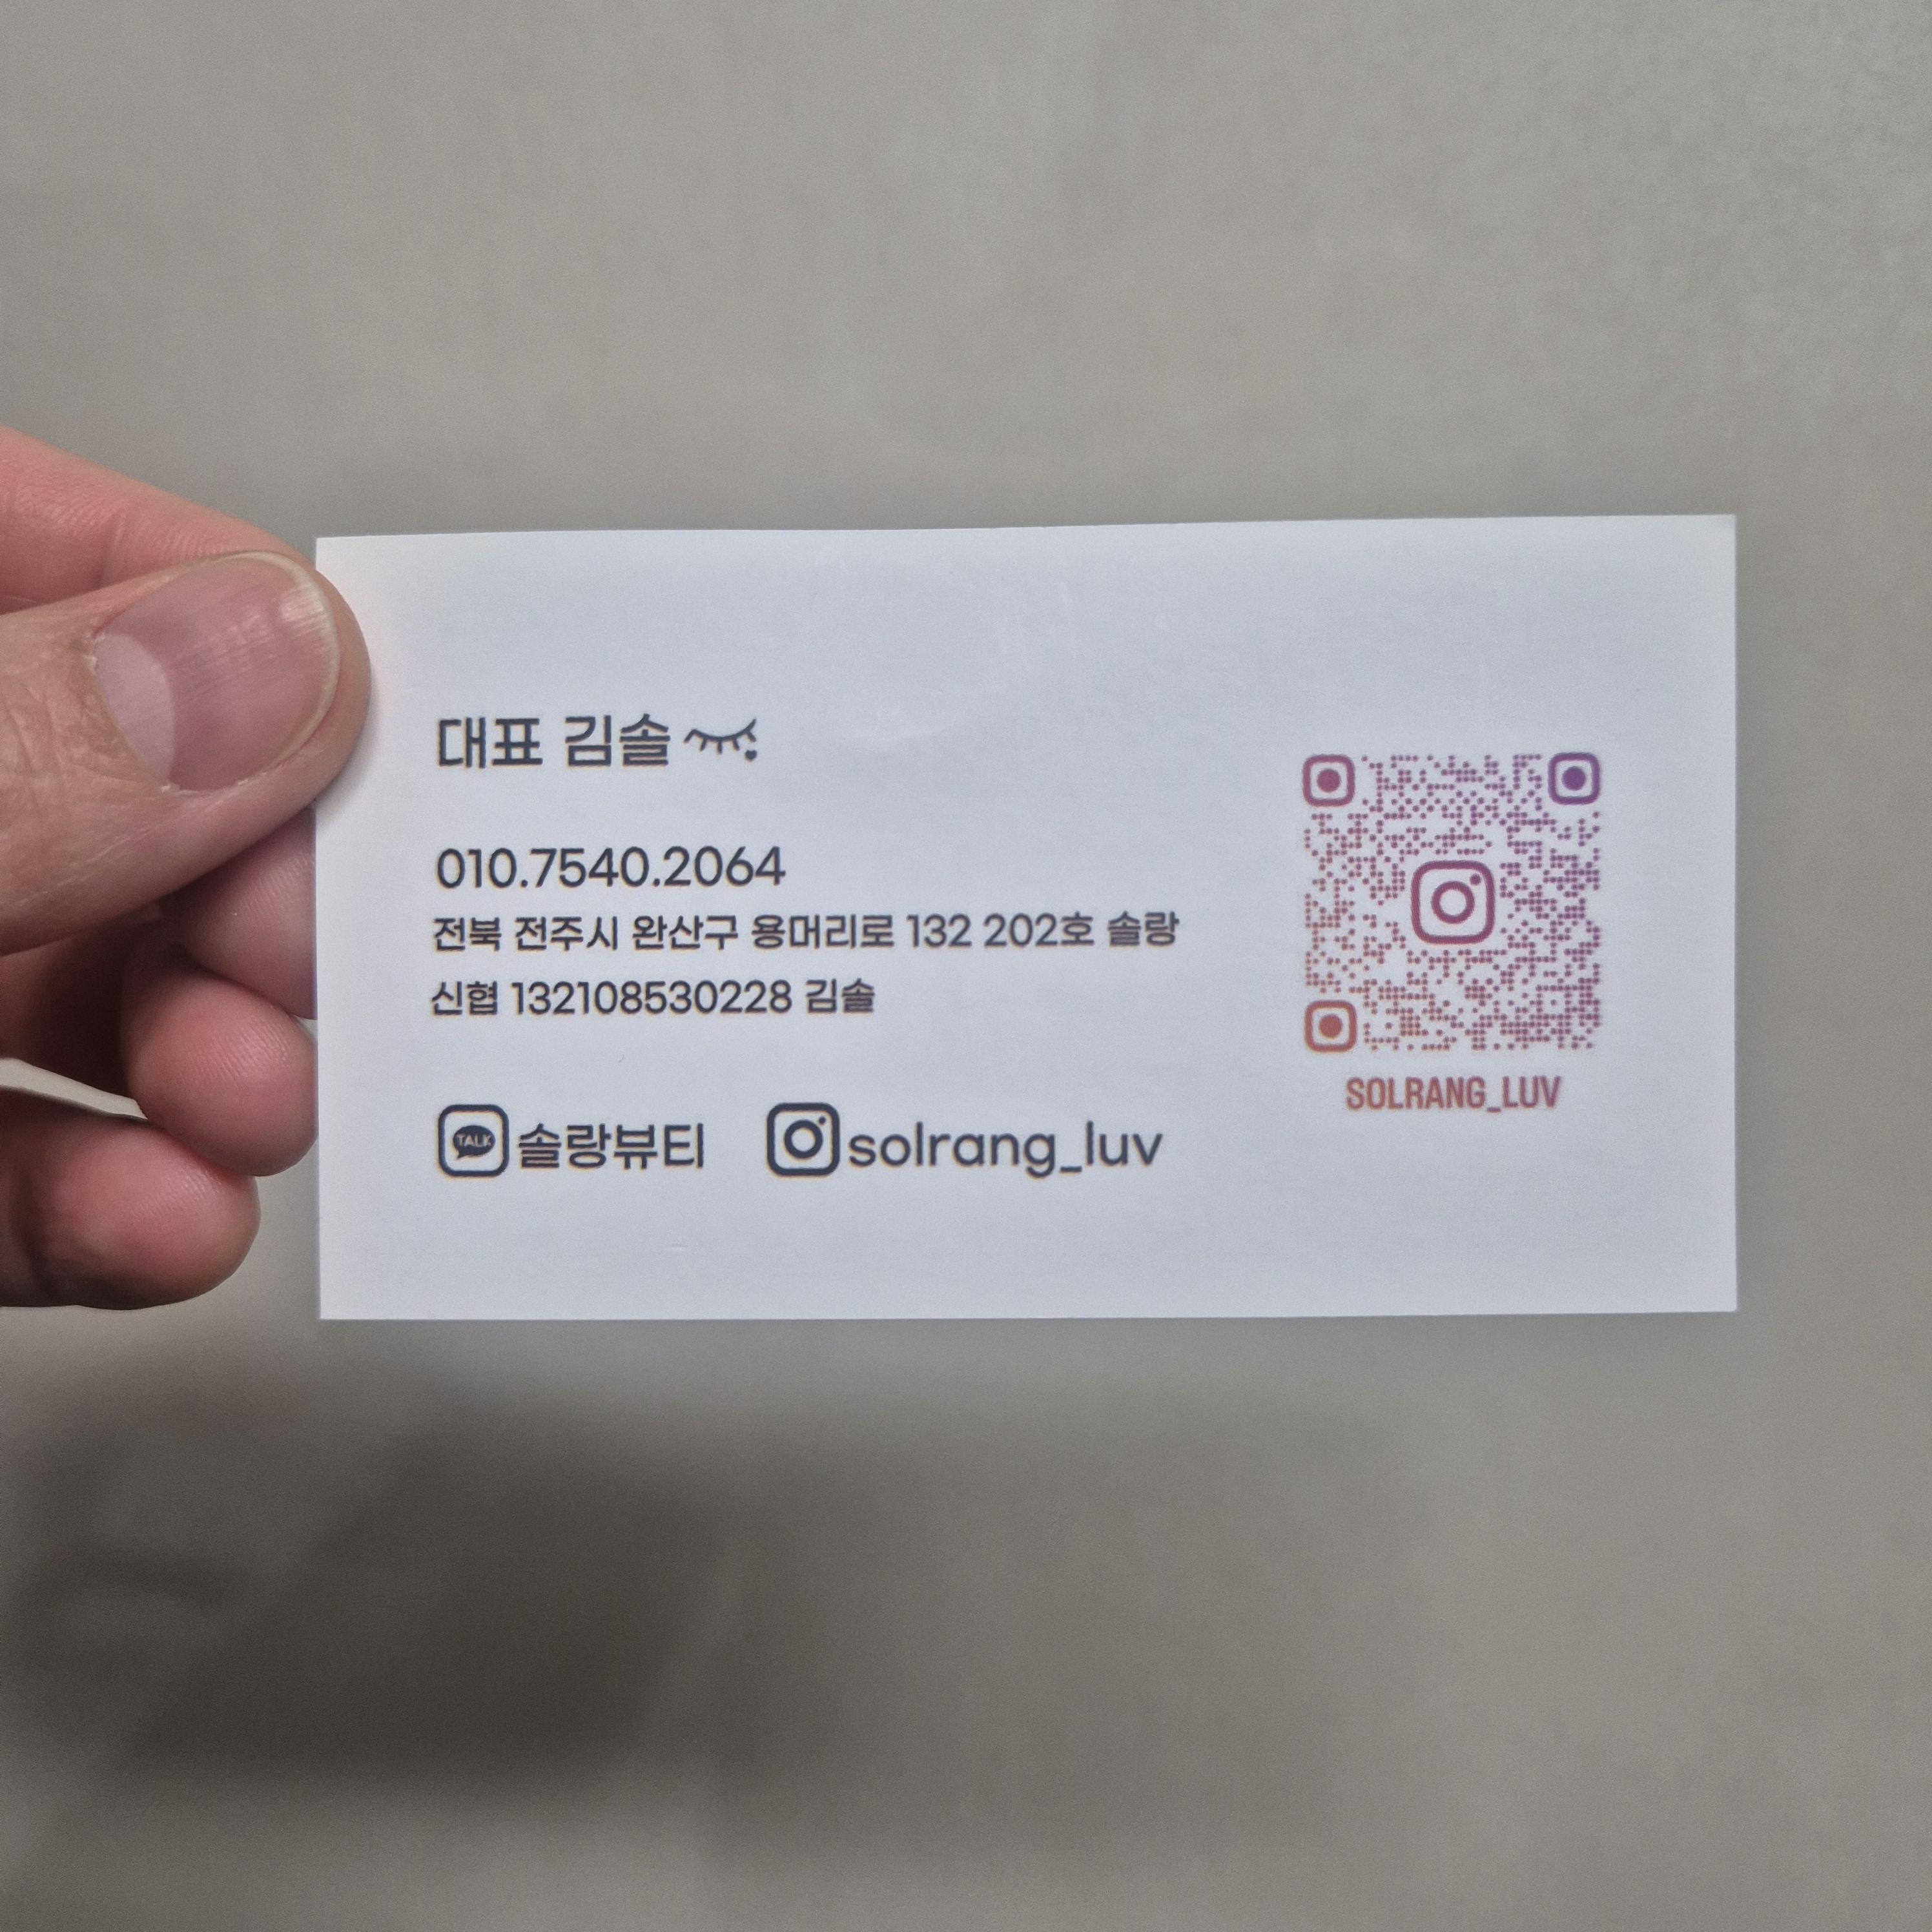 대표 김솔
010.7540.2064
전북 전주시 완산구 용머리로 132 202호 솔랑
신협 132108530228 김솔
TALK 솔랑뷰티 solrang_luv
SOLRANG_LUV